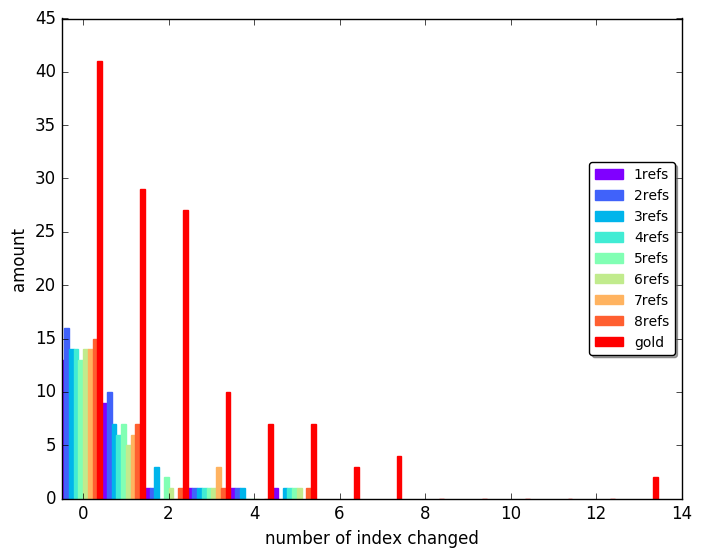 45
40
35
30
25
20
15
10
5
0
amount
0 2 4 6 8 10 12 14
number of index changed
1refs
2refs
3refs
4refs
5refs
6refs
7refs
8refs
gold